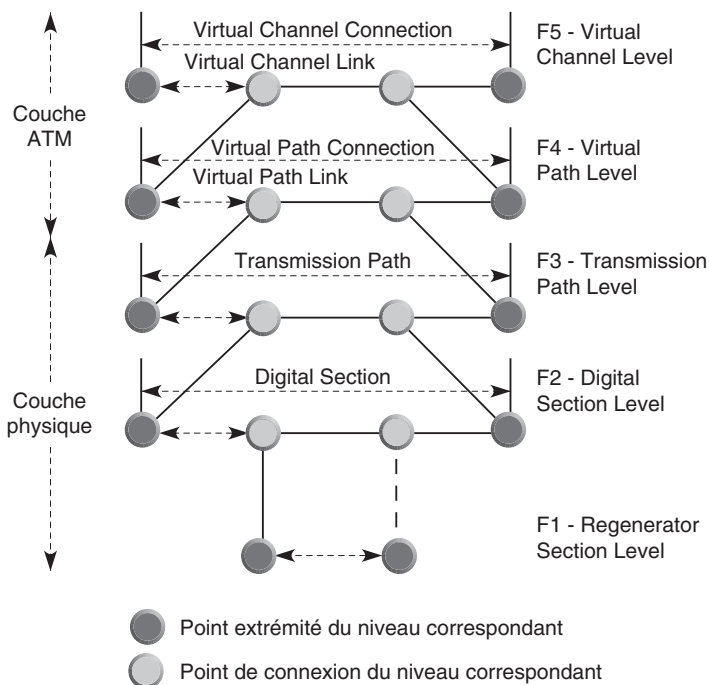 Virtual Channel Connection
F5 - Virtual
Channel Level
Virtual Channel Link
Couche
ATM
Virtual Path Connection
F4 - Virtual
Path Level
Virtual Path Link
Transmission Path
F3 - Transmission
Path Level
Digital Section
F2 - Digital
Section Level
Couche
physique
F1 - Regenerator
Section Level
Point extrémité du niveau correspondant
Point de connexion du niveau correspondant